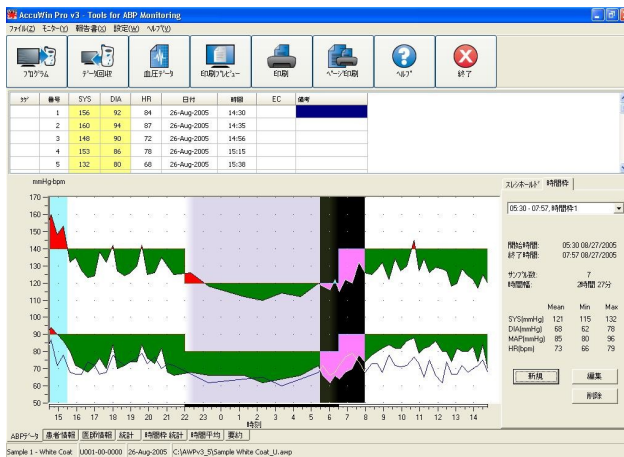 AccuWin Pro v3 - Tools for ABP Monitoring
ファイル(Z) モニター(Y) 報告書(X) 設定(W) ヘルプ(V)
プログラム データ回収 血圧データ 印刷プレビュー 印刷 ページ印刷 ヘルプ 終了
タグ 番号 SYS DIA HR 日付 時間 EC 備考
1 156 92 84 26-Aug-2005 14:30
2 160 94 87 26-Aug-2005 14:35
3 148 90 72 26-Aug-2005 14:56
4 153 86 78 26-Aug-2005 15:15
5 132 80 68 26-Aug-2005 15:38
mmHg-bpm
170
160
150
140
130
120
110
100
90
80
70
60
50
15 16 17 18 19 20 21 22 23 0 1 2 3 4 5 6 7 8 9 10 11 12 13 14
時刻
スレシホールド 時間枠
05:30 - 07:57, 時間枠1
開始時間: 05:30 08/27/2005
終了時間: 07:57 08/27/2005
サンプル数: 7
時間幅: 2時間 27分
Mean Min Max
SYS(mmHg) 121 115 132
DIA(mmHg) 68 62 78
MAP(mmHg) 85 80 96
HR(bpm) 73 66 79
新規 編集
削除
ABPデータ 患者情報 医師情報 統計 時間枠 統計 時間平均 要約
Sample 1 - White Coat U001-00-0000 26-Aug-2005 C:\AWPv3_5\Sample White Coat_U.awp